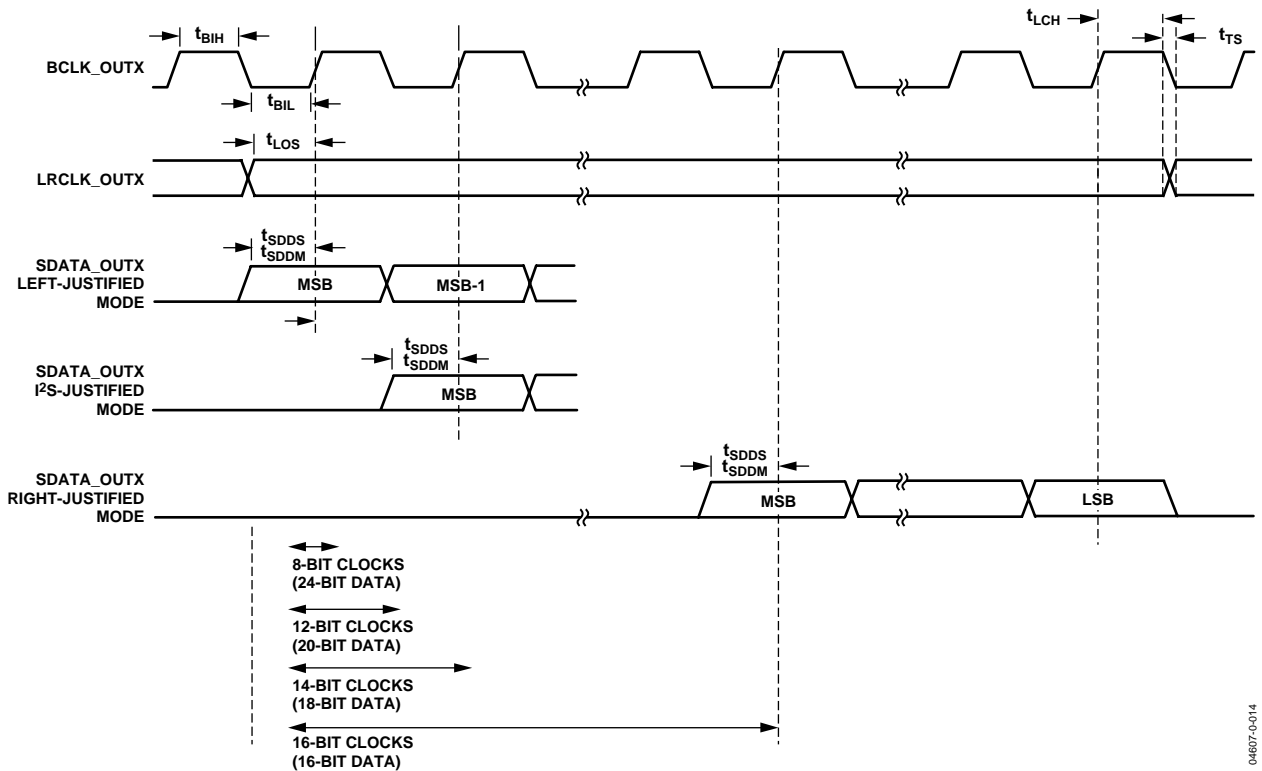 tLCH
tBIH
tTS
BCLK_OUTX
tBIL
tLOS
LRCLK_OUTX
tSDDS
tSDDM
SDATA_OUTX
LEFT-JUSTIFIED
MODE
MSB
MSB-1
tSDDS
tSDDM
SDATA_OUTX
I2S-JUSTIFIED
MODE
MSB
tSDDS
tSDDM
SDATA_OUTX
RIGHT-JUSTIFIED
MODE
MSB
LSB
8-BIT CLOCKS
(24-BIT DATA)
12-BIT CLOCKS
(20-BIT DATA)
14-BIT CLOCKS
(18-BIT DATA)
16-BIT CLOCKS
(16-BIT DATA)
04607-0-014